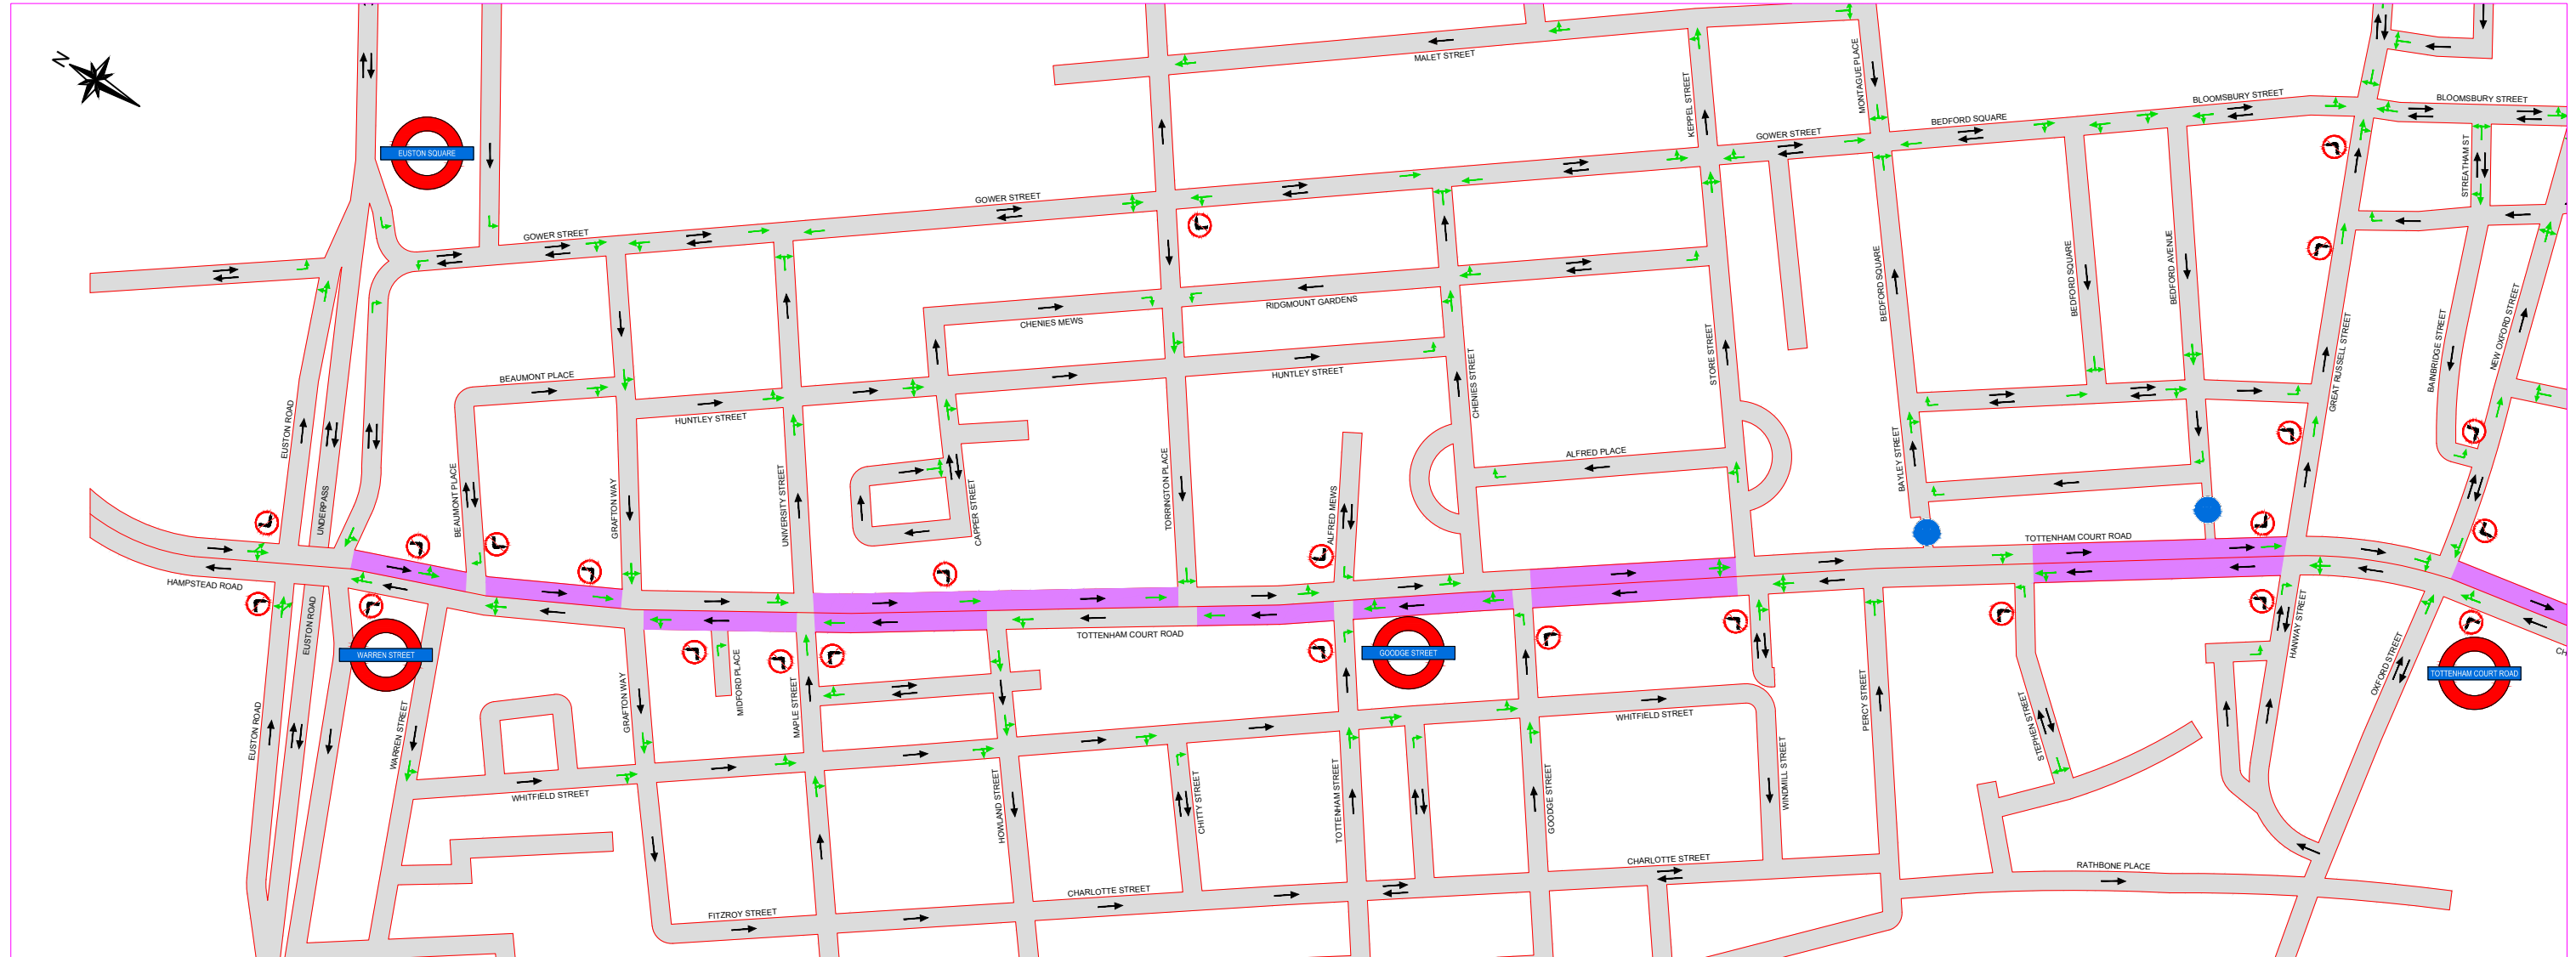 N
MALET STREET
MONTAGUE PLACE
KEPPEL STREET
BLOOMSBURY STREET
BLOOMSBURY STREET
BEDFORD SQUARE
GOWER STREET
EUSTON SQUARE
STREATHAM ST
GOWER STREET
GOWER STREET
BEDFORD SQUARE
BEDFORD SQUARE
BEDFORD AVENUE
RIDGMOUNT GARDENS
CHENIES MEWS
NEW OXFORD STREET
BAINBRIDGE STREET
GREAT RUSSELL STREET
STORE STREET
HUNTLEY STREET
CHENIES STREET
BEAUMONT PLACE
HUNTLEY STREET
EUSTON ROAD
ALFRED PLACE
BAYLEY STREET
UNDERPASS
BEAUMONT PLACE
GRAFTON WAY
UNIVERSITY STREET
CAPPER STREET
TORRINGTON PLACE
ALFRED MEWS
TOTTENHAM COURT ROAD
HAMPSTEAD ROAD
EUSTON ROAD
TOTTENHAM COURT ROAD
HANWAY STREET
WARREN STREET
GOODGE STREET
CH
TOTTENHAM COURT ROAD
OXFORD STREET
MIDFORD PLACE
MAPLE STREET
GRAFTON WAY
EUSTON ROAD
WARREN STREET
WHITFIELD STREET
PERCY STREET
STEPHEN STREET
WINDMILL STREET
WHITFIELD STREET
HOWLAND STREET
CHITTY STREET
TOTTENHAM STREET
GOODGE STREET
CHARLOTTE STREET
RATHBONE PLACE
CHARLOTTE STREET
FITZROY STREET